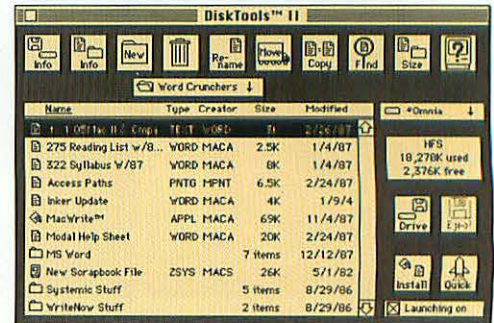 DiskTools™ II
Info Info New Re-name Move Copy Find Size
Word Crunchers ↓
Name Type Creator Size Modified
TEXT WORD 2/26/87
275 Reading List w/8... WORD MACA 2.5K 1/4/87
322 Syllabus W/87 WORD MACA 8K 1/4/87
Access Paths PNTG MPNT 6.5K 2/24/87
Inker Update WORD MACA 4K 1/9/4
MacWrite™ APPL MACA 69K 11/4/87
Modal Help Sheet WORD MACA 20K 2/24/87
MS Word 7 items 12/12/87
New Scrapbook File ZSYS MACS 26K 5/1/82
Systemic Stuff 5 items 8/29/86
WriteNow Stuff 2 items 8/29/86
*Omnia ↓
HFS
18,278K used
2,376K free
Drive Eject
Install Quick
Launching on